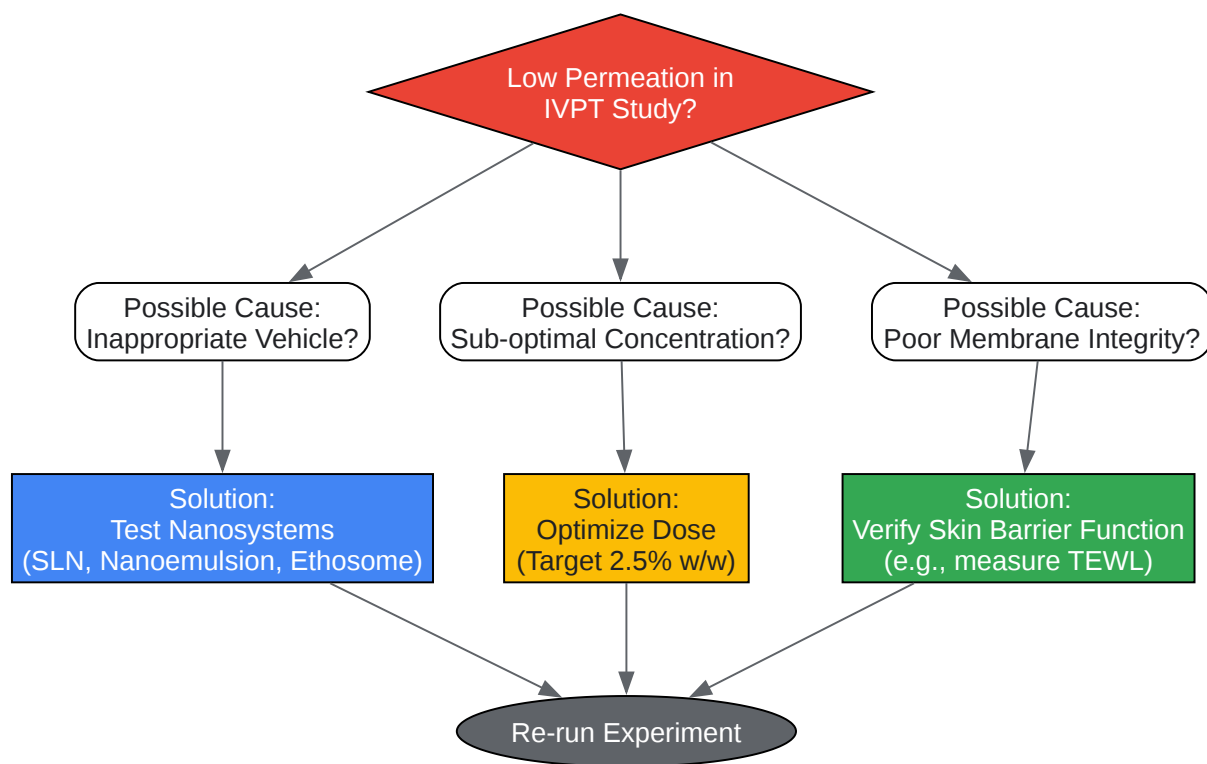 Low Permeation in
IVPT Study?
Possible Cause:
Inappropriate Vehicle?
Possible Cause:
Sub-optimal Concentration?
Possible Cause:
Poor Membrane Integrity?
Solution:
Test Nanosystems
(SLN, Nanoemulsion, Ethosome)
Solution:
Optimize Dose
(Target 2.5% w/w)
Solution:
Verify Skin Barrier Function
(e.g., measure TEWL)
Re-run Experiment